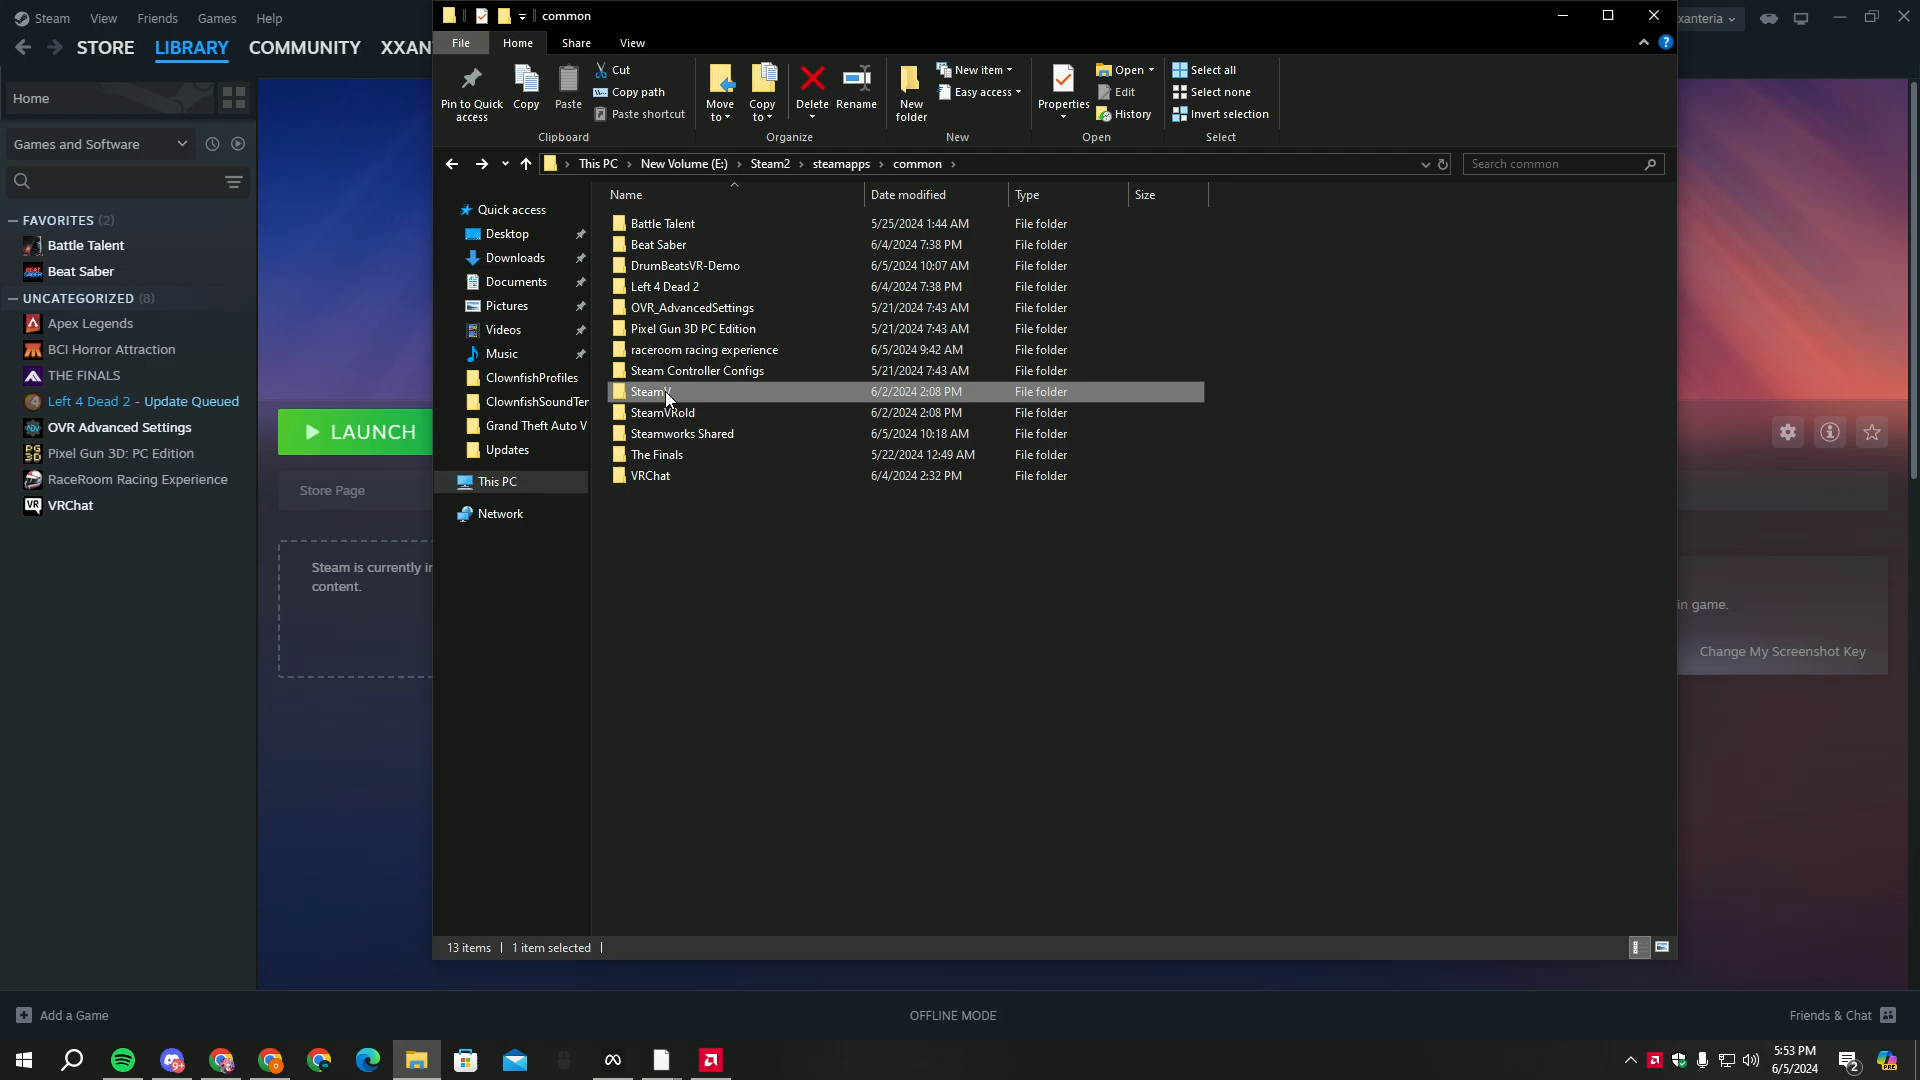 Steam View Friends Games Help
STORE LIBRARY COMMUNITY XXAN
xanteria
common
File Home Share View
Pin to Quick access
Copy
Paste
Cut
Copy path
Paste shortcut
Clipboard
Move to
Copy to
Delete
Rename
Organize
New folder
New item
Easy access
New
Properties
Open
Edit
History
Open
Select all
Select none
Invert selection
Select
This PC New Volume (E:) Steam2 steamapps common
Search common
Home
Games and Software
FAVORITES (2)
Battle Talent
Beat Saber
UNCATEGORIZED (8)
Apex Legends
BCI Horror Attraction
THE FINALS
Left 4 Dead 2 - Update Queued
OVR Advanced Settings
Pixel Gun 3D: PC Edition
RaceRoom Racing Experience
VRChat
LAUNCH
Store Page
Steam is currently in
content.
Quick access
Desktop
Downloads
Documents
Pictures
Videos
Music
ClownfishProfiles
ClownfishSoundTer
Grand Theft Auto V
Updates
This PC
Network
Name Date modified Type Size
Battle Talent 5/25/2024 1:44 AM File folder
Beat Saber 6/4/2024 7:38 PM File folder
DrumBeatsVR-Demo 6/5/2024 10:07 AM File folder
Left 4 Dead 2 6/4/2024 7:38 PM File folder
OVR_AdvancedSettings 5/21/2024 7:43 AM File folder
Pixel Gun 3D PC Edition 5/21/2024 7:43 AM File folder
raceroom racing experience 6/5/2024 9:42 AM File folder
Steam Controller Configs 5/21/2024 7:43 AM File folder
SteamV 6/2/2024 2:08 PM File folder
SteamVRold 6/2/2024 2:08 PM File folder
Steamworks Shared 6/5/2024 10:18 AM File folder
The Finals 5/22/2024 12:49 AM File folder
VRChat 6/4/2024 2:32 PM File folder
in game.
Change My Screenshot Key
13 items 1 item selected
Add a Game
OFFLINE MODE
Friends & Chat
5:53 PM
6/5/2024
2